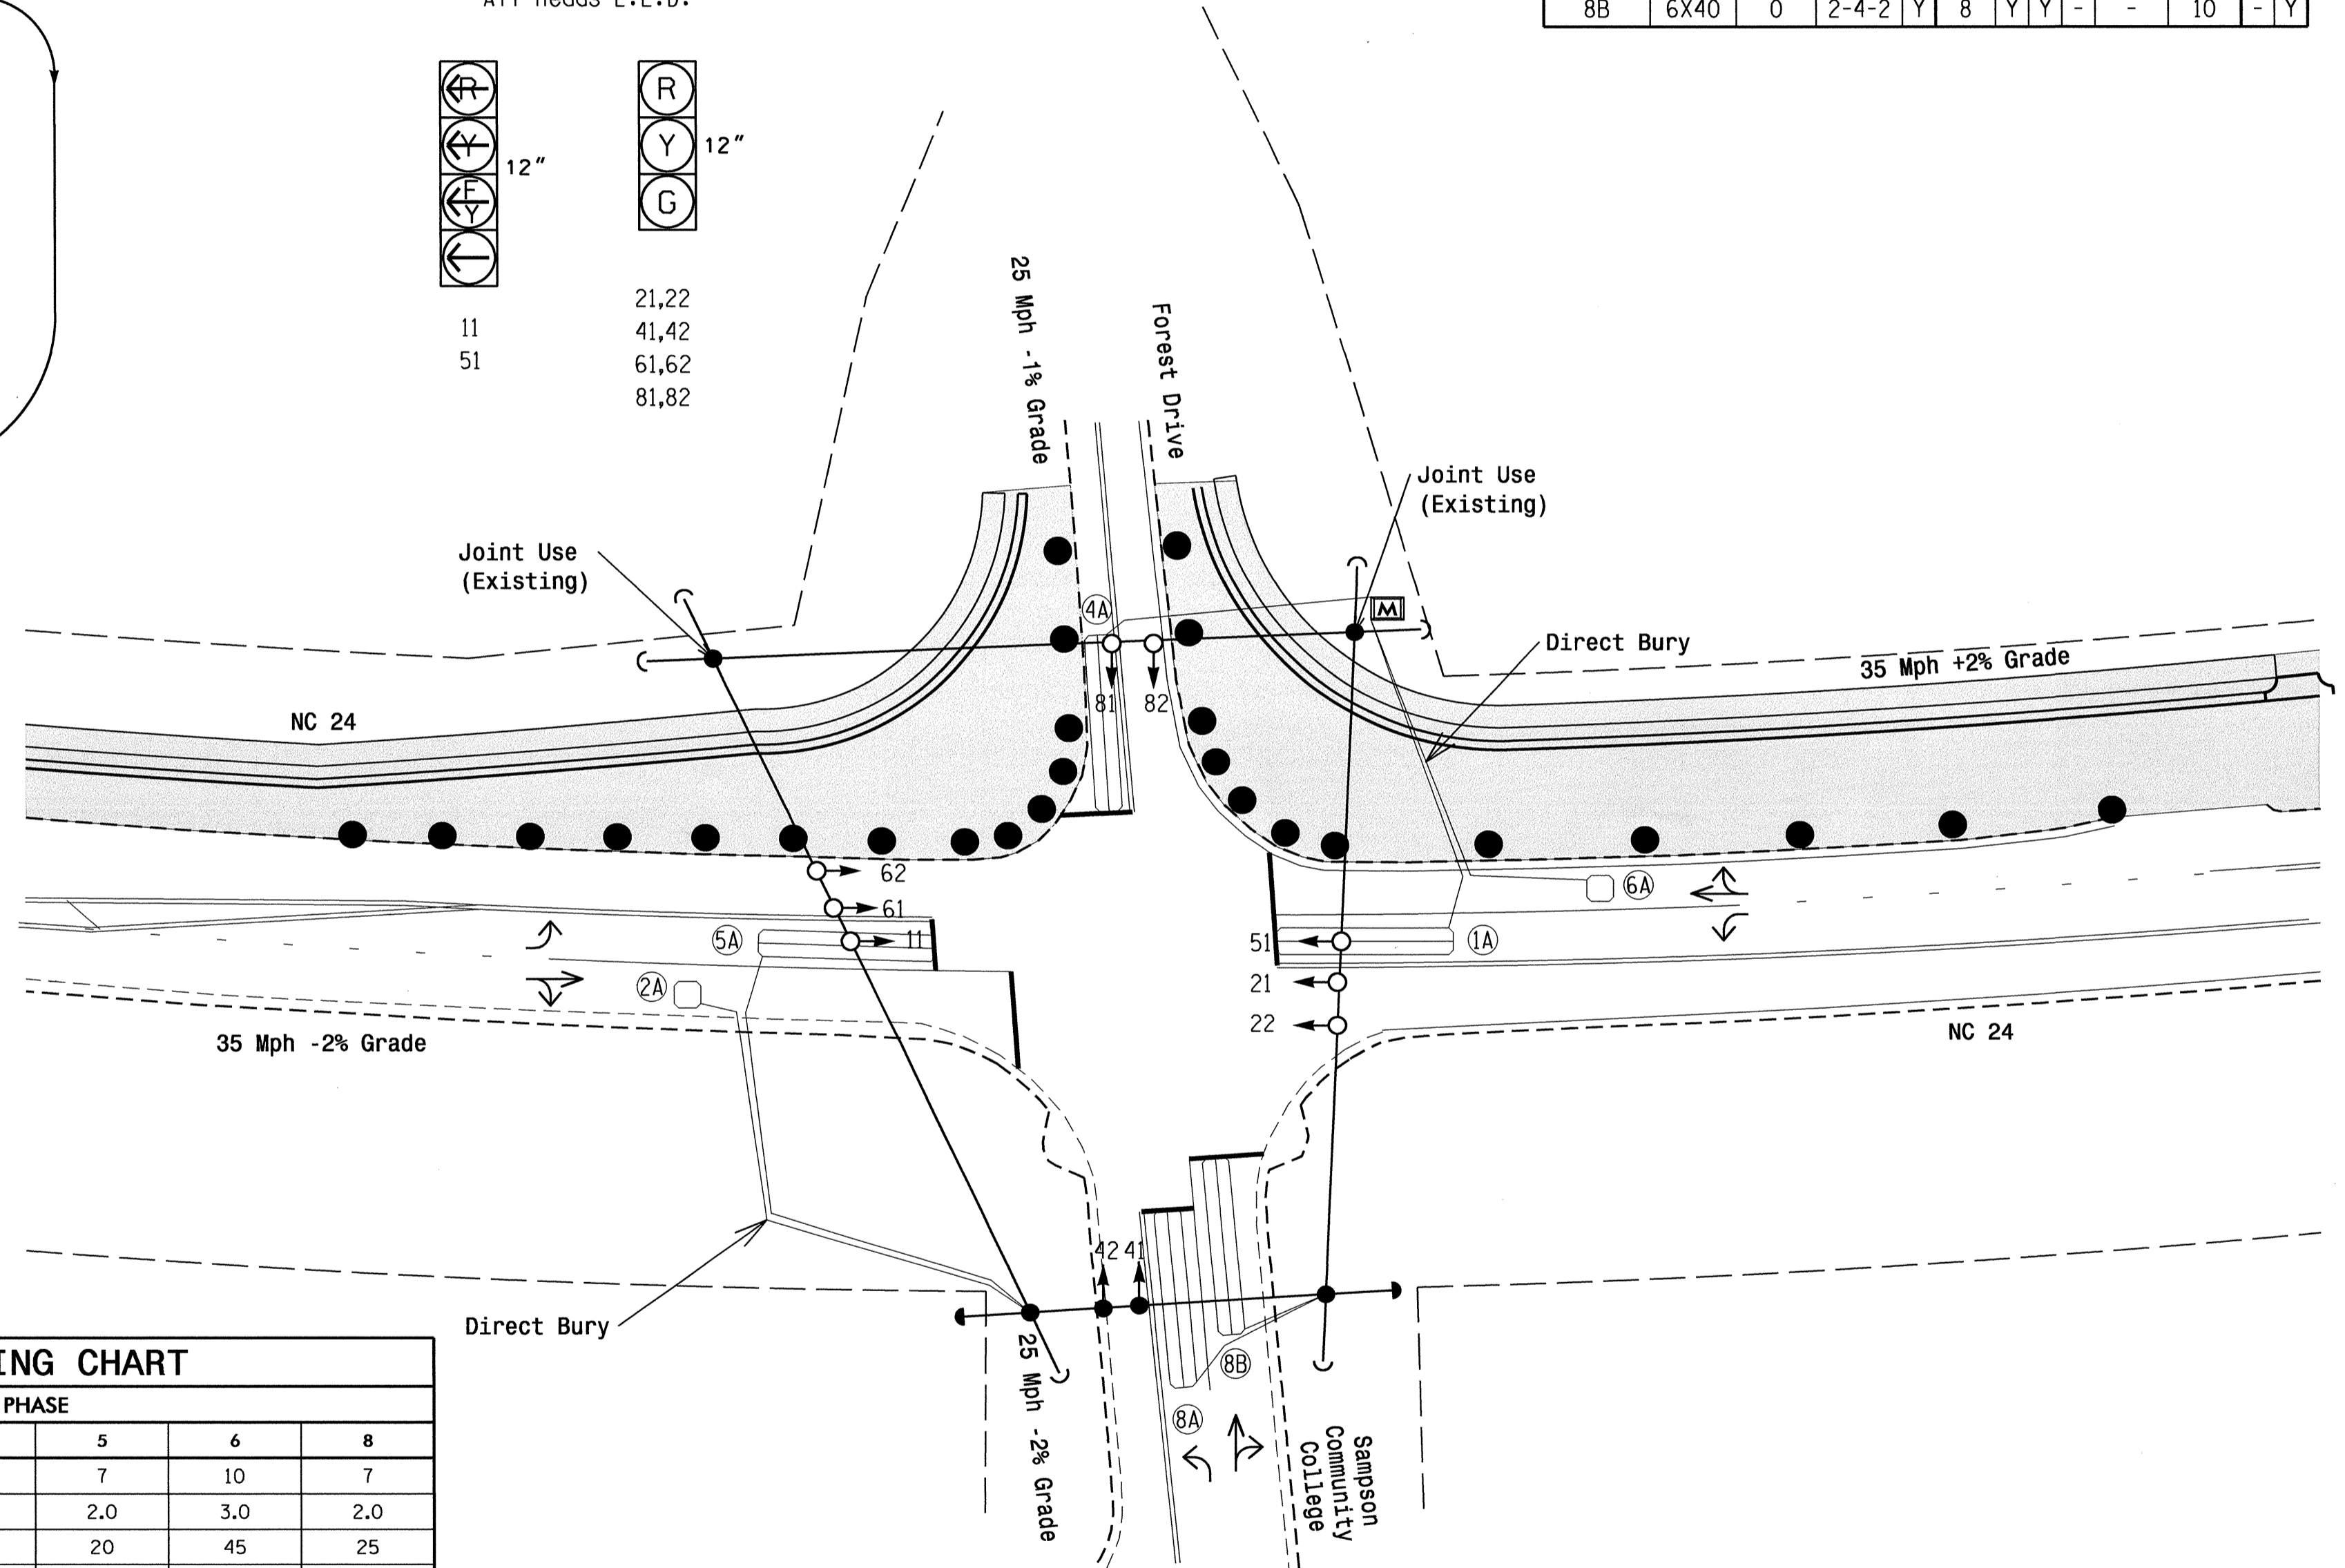 All heads L.E.D.
8B 6X40 0 2-4-2 Y 8 Y Y - - 10 - Y
R
Y
F
Y
12"
R
Y
G
12"
11
51
21,22
41,42
61,62
81,82
25 Mph -1% Grade
Forest Drive
Joint Use
(Existing)
Joint Use
(Existing)
4A
M
Direct Bury
35 Mph +2% Grade
81
82
NC 24
62
61
11
5A
2A
6A
1A
51
21
22
35 Mph -2% Grade
NC 24
42 41
Direct Bury
8B
8A
25 Mph -2% Grade
Sampson
Community
College
ING CHART
PHASE
5 6 8
7 10 7
2.0 3.0 2.0
20 45 25